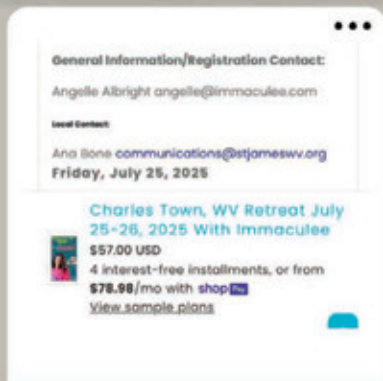 General Information/Registration Contact:
Angelle Albright angelle@immaculee.com
Local Contact:
Ana Bone communications@stjameswv.org
Friday, July 25, 2025
Charles Town, WV Retreat July
25-26, 2025 With Immaculee
$57.00 USD
4 interest-free installments, or from
$78.98/mo with shop Pay
View sample plans